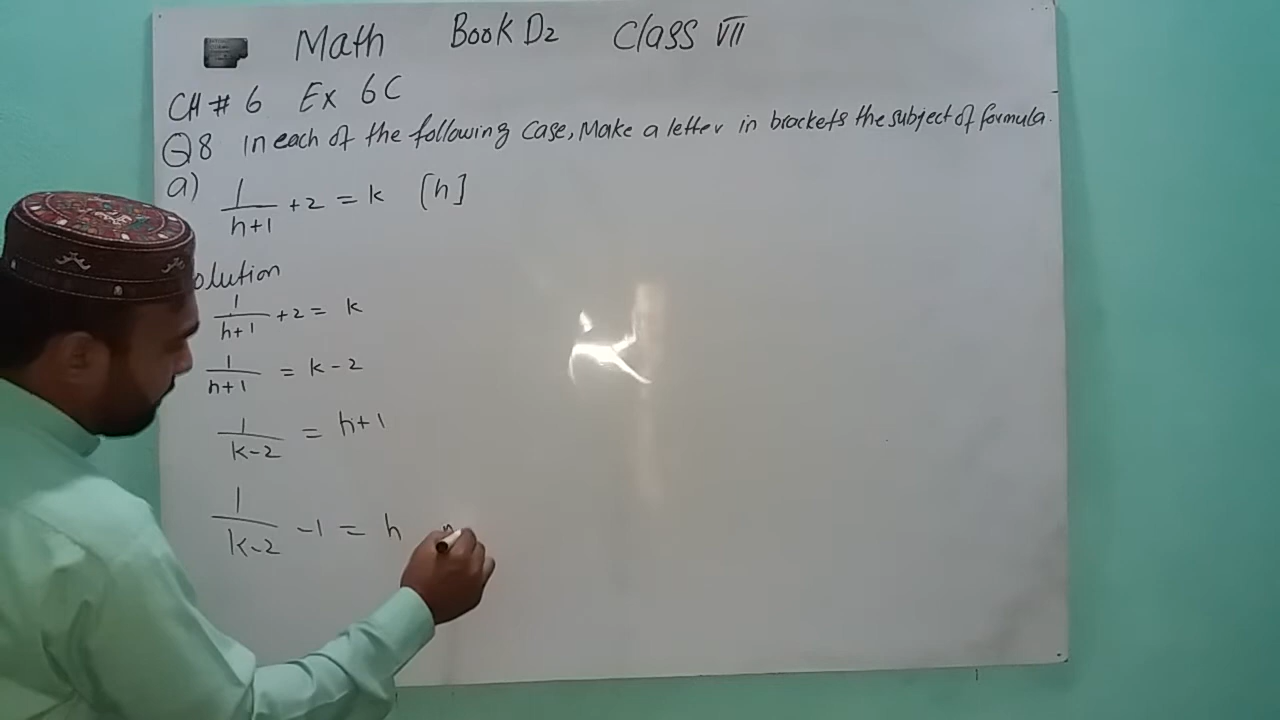 Math Book D2 Class VII
CH # 6 Ex 6C
Q8 In each of the following case, Make a letter in brackets the subject of formula.
a) 1/(h+1) +2 = k [h]
olution
1/(h+1) +2 = k
1/(h+1) = k-2
1/(k-2) = h+1
1/(k-2) -1 = h